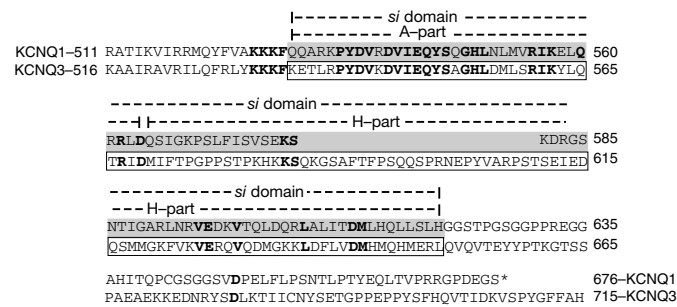 si domain
A-part
KCNQ1–511 RATIKVIRRMQYFVAKKKFQQARKPYDVRDVIEQYSQGHLNLMVRIKELQ 560
KCNQ3–516 KAAIRAVRILQFRLYKKKFKETLRPYDVKDVIEQYSAGHLDMLSRIKYLQ 565
si domain
H-part
RRLDQSIGKPSLFISVSEKS KDRGS 585
TRIDMIFTPGPPSTPKHKKSQKGSAFTFPSQQSPRNEPYVARPSTSEIED 615
si domain
H-part
NTIGARLNRVEDKVTQLDQRLALITDMLHQLLSLHGGSTPGSGGPPREGG 635
QSMMGKFVKVERQVQDMGKKLDFLVDMHMQHMERLQVQVTEYYPTKGTSS 665
AHITQPCGSGGSVDPELFLPSNTLPTYEQLTVPRRGPDEGS* 676–KCNQ1
PAEAEKKEDNRYSDLKTIICNYSETGPPEPPYSFHQVTIDKVSPYGFFAH 715–KCNQ3